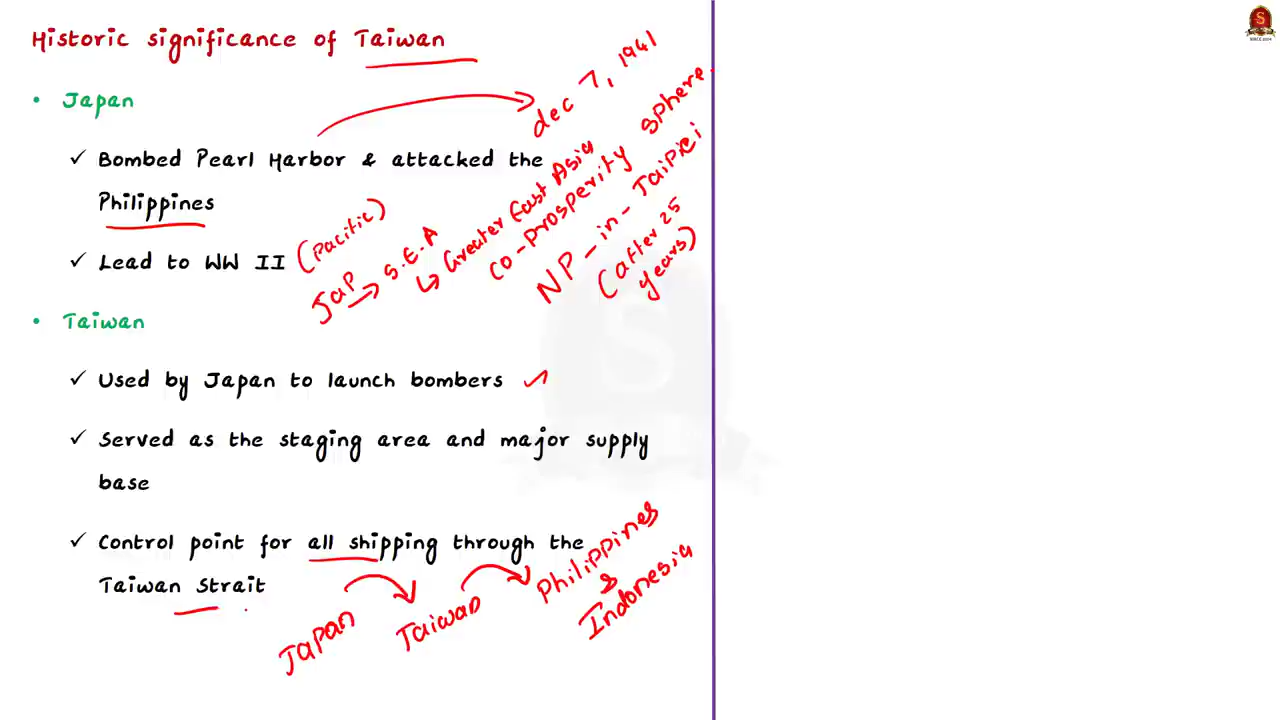 Historic significance of Taiwan
• Japan
dec 7, 1941
✓ Bombed Pearl Harbor & attacked the
Philippines
✓ Lead to WW II
(Pacific)
Jap → S.E.A
↳ Greater East Asia
co-prosperity sphere.
NP-in-Taipiei
(after 25
years)
• Taiwan
✓ Used by Japan to launch bombers ✓
✓ Served as the staging area and major supply
base
✓ Control point for all shipping through the
Taiwan Strait
Japan
Taiwan
Philippines
&
Indonesia
S
SINCE 2004